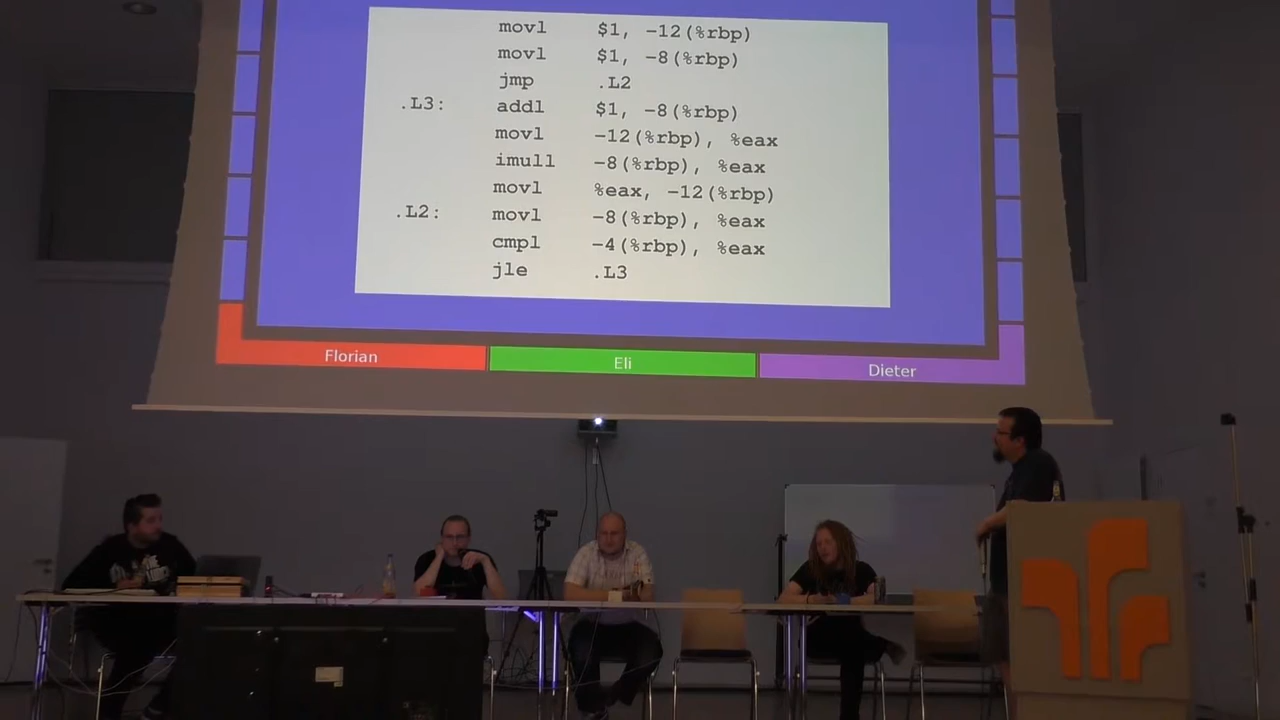 movl $1, -12(%rbp)
movl $1, -8(%rbp)
jmp .L2
.L3: addl $1, -8(%rbp)
movl -12(%rbp), %eax
imull -8(%rbp), %eax
movl %eax, -12(%rbp)
.L2: movl -8(%rbp), %eax
cmpl -4(%rbp), %eax
jle .L3
Florian Eli Dieter